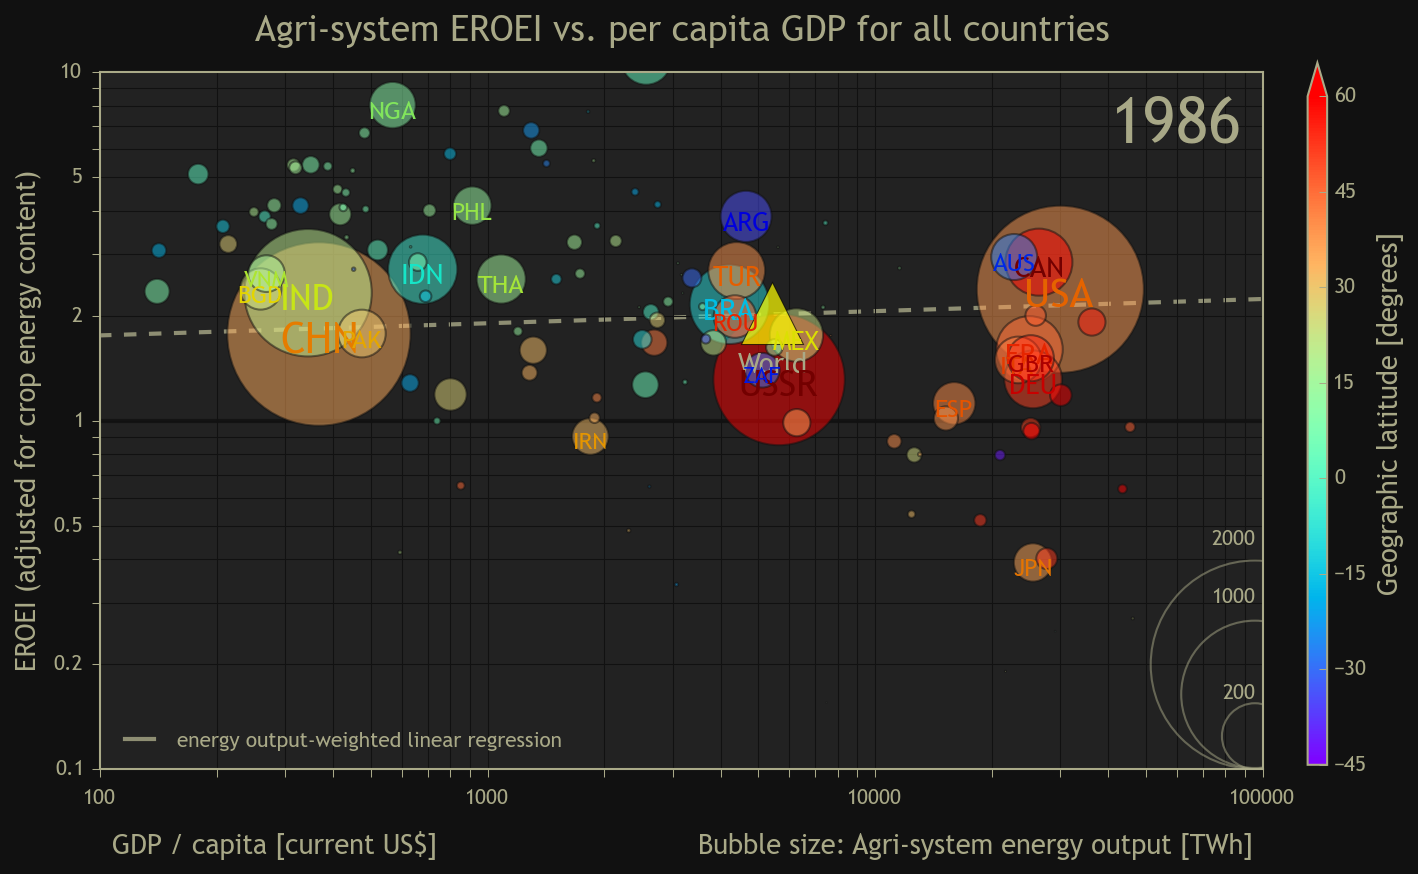 Agri-system EROEI vs. per capita GDP for all countries
1986
EROEI (adjusted for crop energy content)
10
5
2
1
0.5
0.2
0.1
NGA
PHL
ARG
AUS
CAN
TUR
IDN
THA
VNM
BGD
IND
USA
BRA
ROU
MEX
CHN
PAK
World
ZAF
USSR
FRA
GBR
DEU
ESP
IRN
JPN
2000
1000
200
energy output-weighted linear regression
100
1000
10000
100000
GDP / capita [current US$]
Bubble size: Agri-system energy output [TWh]
60
45
30
15
0
−15
−30
−45
Geographic latitude [degrees]